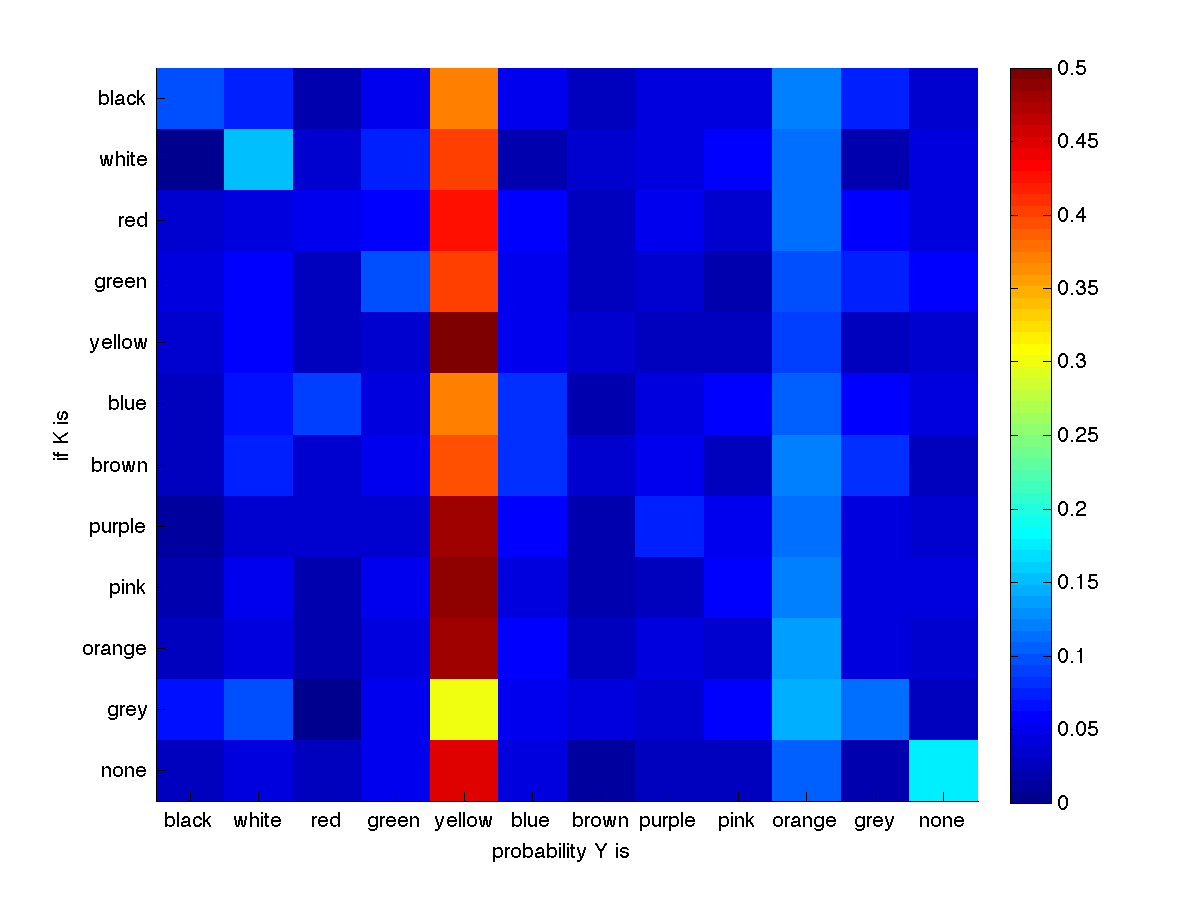 black
white
red
green
yellow
blue
brown
purple
pink
orange
grey
none
if K is
black white red green yellow blue brown purple pink orange grey none
probability Y is
0.5
0.45
0.4
0.35
0.3
0.25
0.2
0.15
0.1
0.05
0